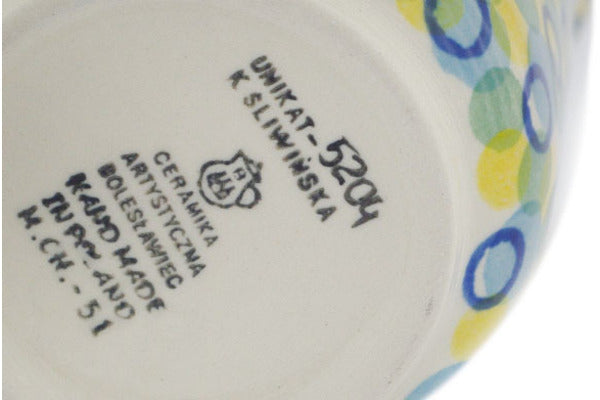 UNIKAT-5204
K ŚLIWIŃSKA
CERAMIKA
ARTYSTYCZNA
BOLESŁAWIEC
HAND MADE
IN POLAND
M.CH.-51